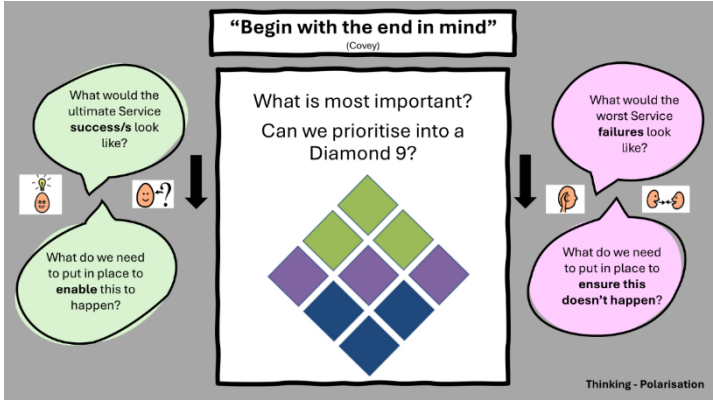 “Begin with the end in mind”
(Covey)
What would the
ultimate Service
success/s look
like?
What do we need
to put in place to
enable this to
happen?
What is most important?
Can we prioritise into a
Diamond 9?
What would the
worst Service
failures look
like?
What do we need
to put in place to
ensure this
doesn’t happen?
Thinking - Polarisation